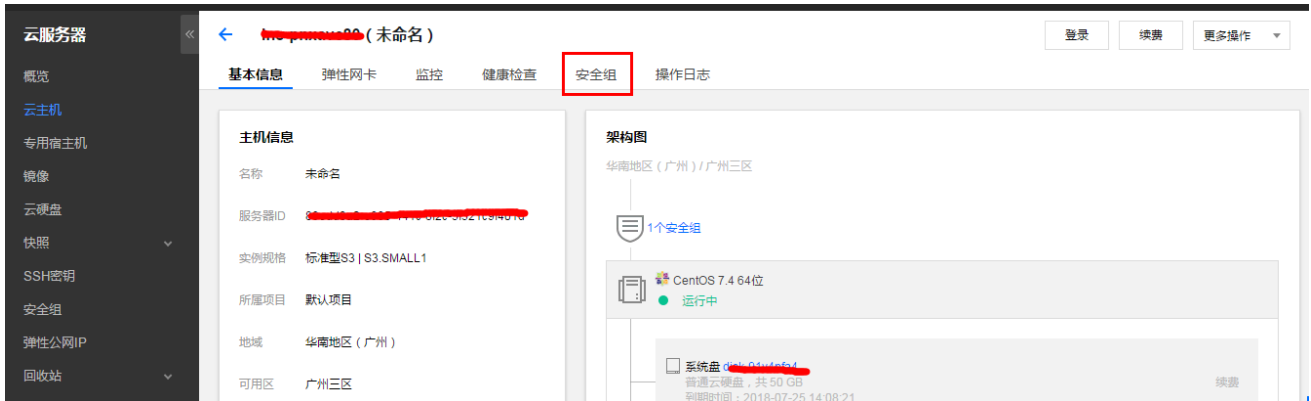 云服务器
概览
云主机
专用宿主机
镜像
云硬盘
快照
SSH密钥
安全组
弹性公网IP
回收站
(未命名)
登录
续费
更多操作
基本信息
弹性网卡
监控
健康检查
安全组
操作日志
主机信息
名称 未命名
服务器ID
实例规格 标准型S3 | S3.SMALL1
所属项目 默认项目
地域 华南地区(广州)
可用区 广州三区
架构图
华南地区(广州)/广州三区
1个安全组
CentOS 7.4 64位
运行中
系统盘
普通云硬盘,共 50 GB
续费
到期时间:2018-07-25 14:08:21